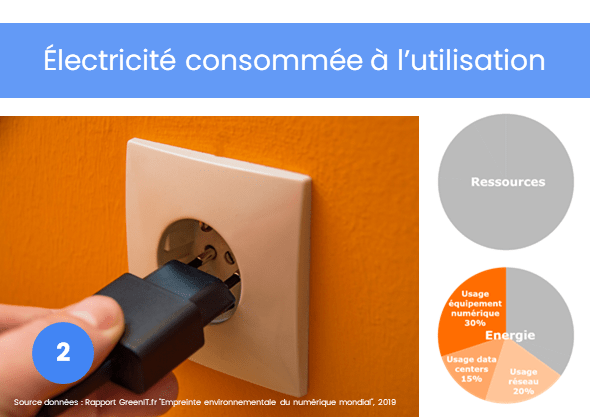 Électricité consommée à l’utilisation
Ressources
Usage
équipement
numérique
30%
Energie
Usage data
centers
15%
Usage
réseau
20%
2
Source données : Rapport GreenIT.fr "Empreinte environnementale du numérique mondial", 2019